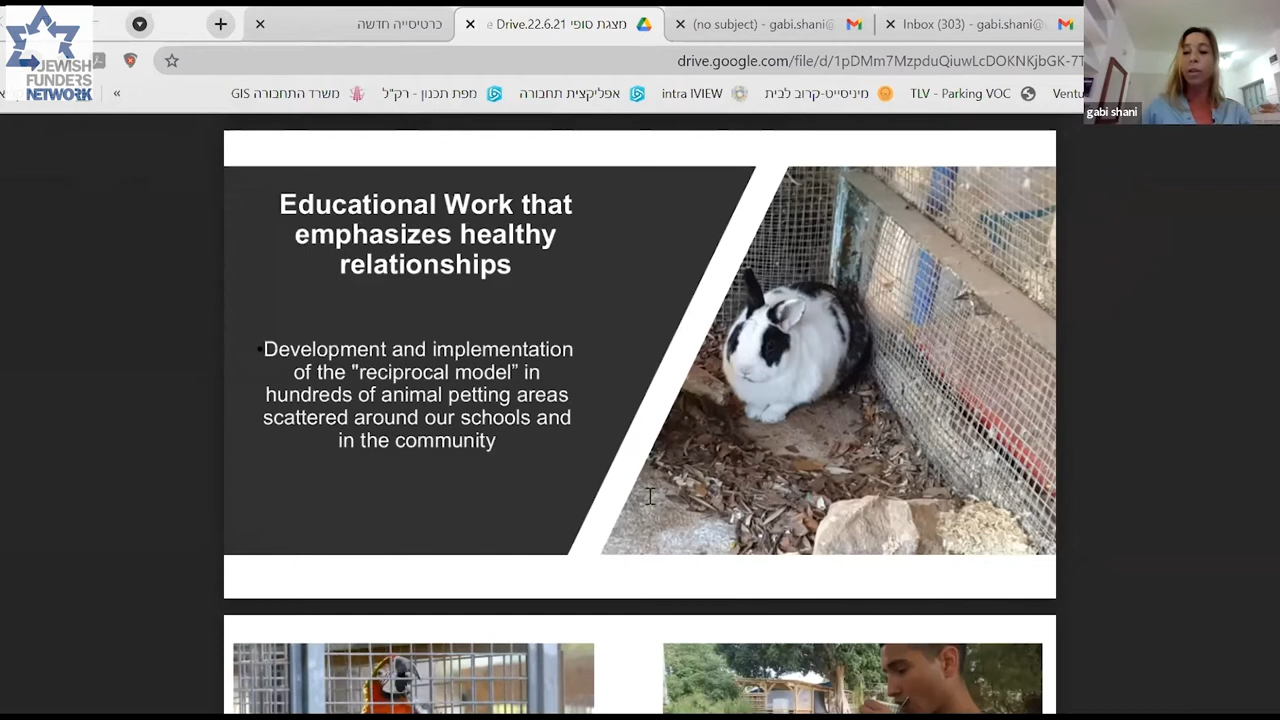 JEWISH
FUNDERS
NETWORK
כרטיסייה חדשה
מצגת סופי 22.6.21.Drive
(no subject) - gabi.shani@
Inbox (303) - gabi.shani@
drive.google.com/file/d/1pDMm7MzpduQiuwLcDOKNKjbGK-7T
«
משרד התחבורה GIS
מפת תכנון - רק"ל
אפליקצית תחבורה
intra IVIEW
מיניסייט-קרוב לבית
TLV - Parking VOC
Ventu
gabi shani
Educational Work that
emphasizes healthy
relationships
•Development and implementation
of the "reciprocal model” in
hundreds of animal petting areas
scattered around our schools and
in the community